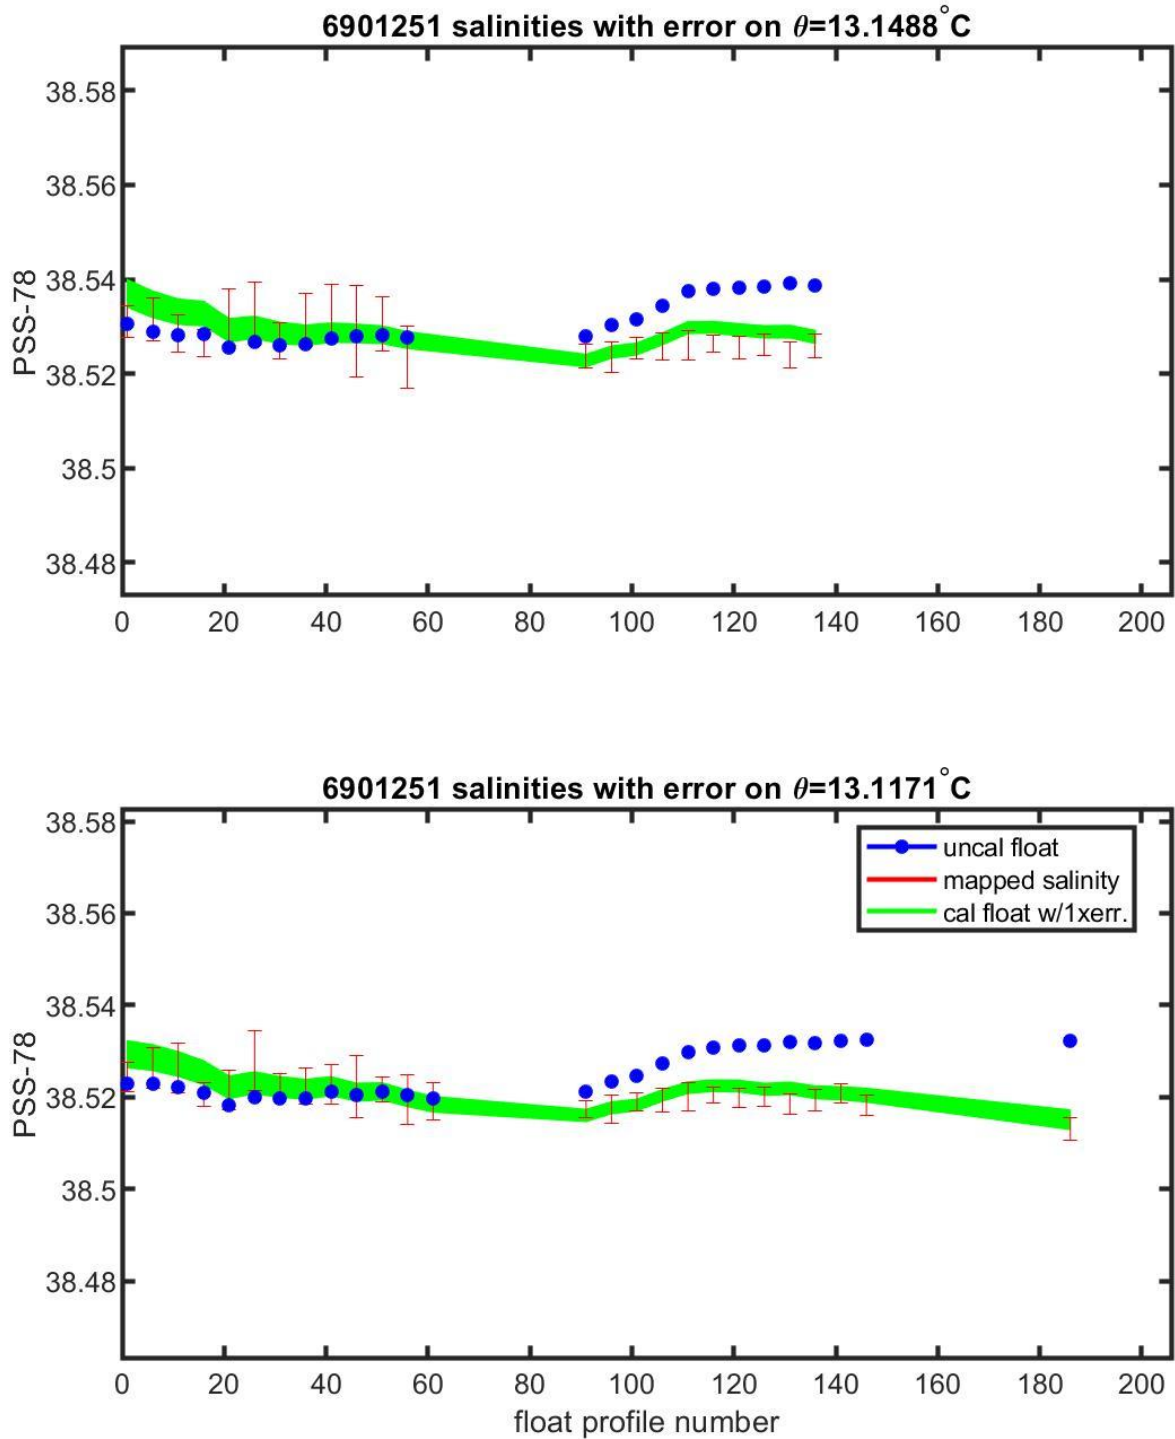 6901251 salinities with error on θ=13.1488°C
PSS-78
38.58
38.56
38.54
38.52
38.5
38.48
0 20 40 60 80 100 120 140 160 180 200
6901251 salinities with error on θ=13.1171°C
PSS-78
38.58
38.56
38.54
38.52
38.5
38.48
uncal float
mapped salinity
cal float w/1xerr.
0 20 40 60 80 100 120 140 160 180 200
float profile number